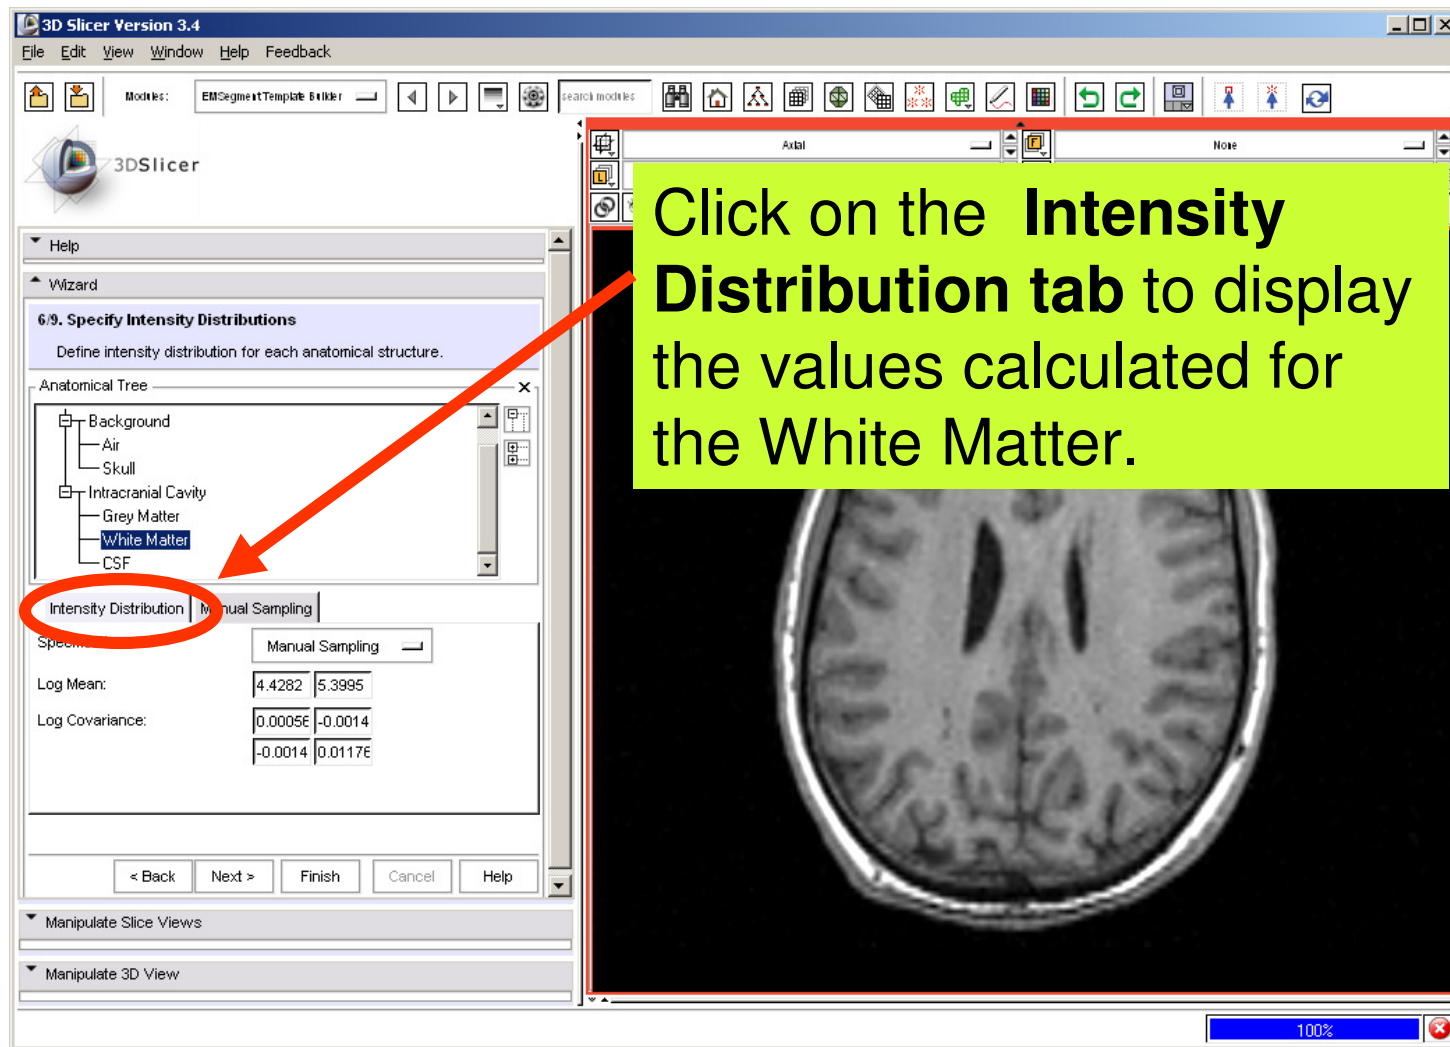 3D Slicer Version 3.4
File Edit View Window Help Feedback
Modules: EMSegmentTemplate Builder search modules
3DSlicer
Axial None
Help
Wizard
6/9. Specify Intensity Distributions
Define intensity distribution for each anatomical structure.
Anatomical Tree
Background
Air
Skull
Intracranial Cavity
Grey Matter
White Matter
CSF
Intensity Distribution Manual Sampling
Manual Sampling
Log Mean: 4.4282 5.3995
Log Covariance: 0.00056 -0.0014
-0.0014 0.01176
< Back Next > Finish Cancel Help
Manipulate Slice Views
Manipulate 3D View
Click on the Intensity
Distribution tab to display
the values calculated for
the White Matter.
100%